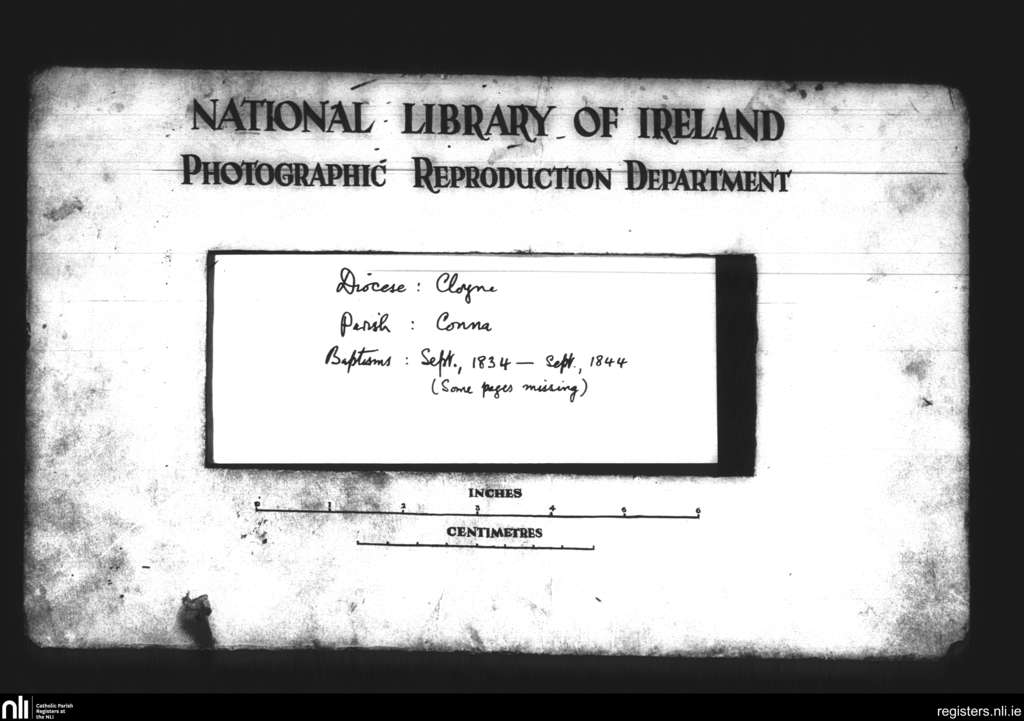 NATIONAL LIBRARY OF IRELAND
PHOTOGRAPHIC REPRODUCTION DEPARTMENT
Diocese : Cloyne
Parish : Conna
Baptisms : Sept., 1834 — Sept., 1844
(Some pages missing)
INCHES
0 1 2 3 4 5 6
CENTIMETRES
nli
Catholic Parish
Registers at
the NLI
registers.nli.ie